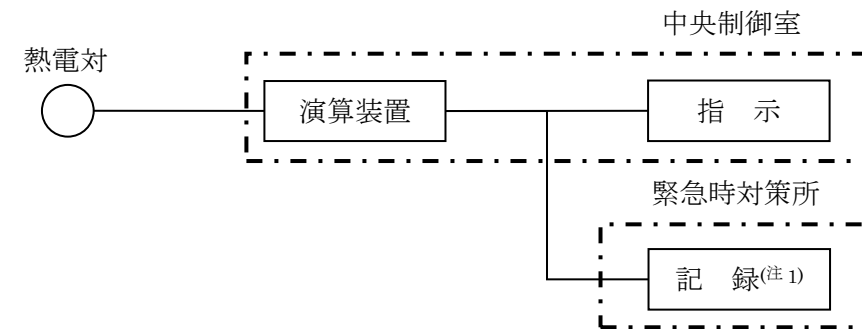 中央制御室
熱電対
演算装置
指　示
緊急時対策所
記　録(注1)